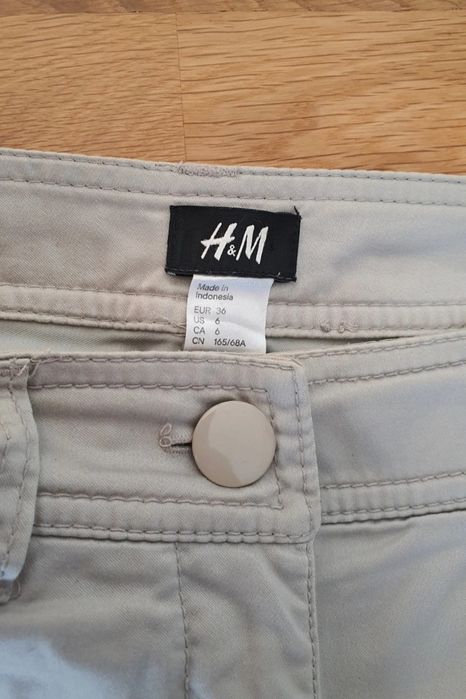 H&M
Made in
Indonesia
EUR 36
US 6
CA 6
CN 165/68A